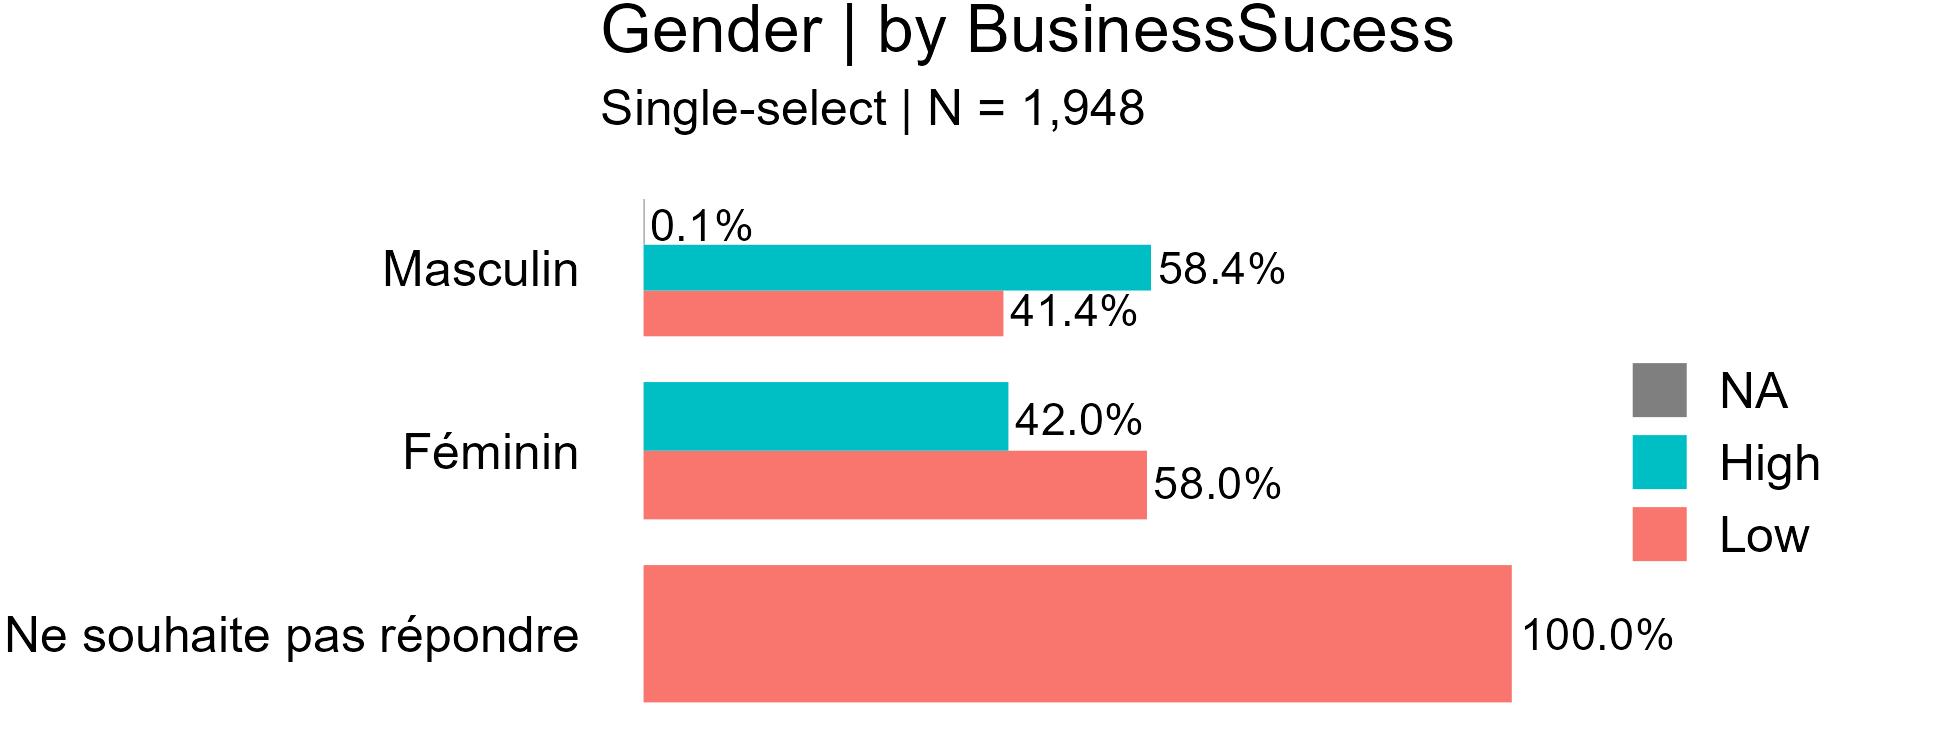 Gender | by BusinessSucess
Single-select | N = 1,948
0.1%
Masculin
58.4%
41.4%
42.0%
Féminin
58.0%
Ne souhaite pas répondre
100.0%
NA
High
Low